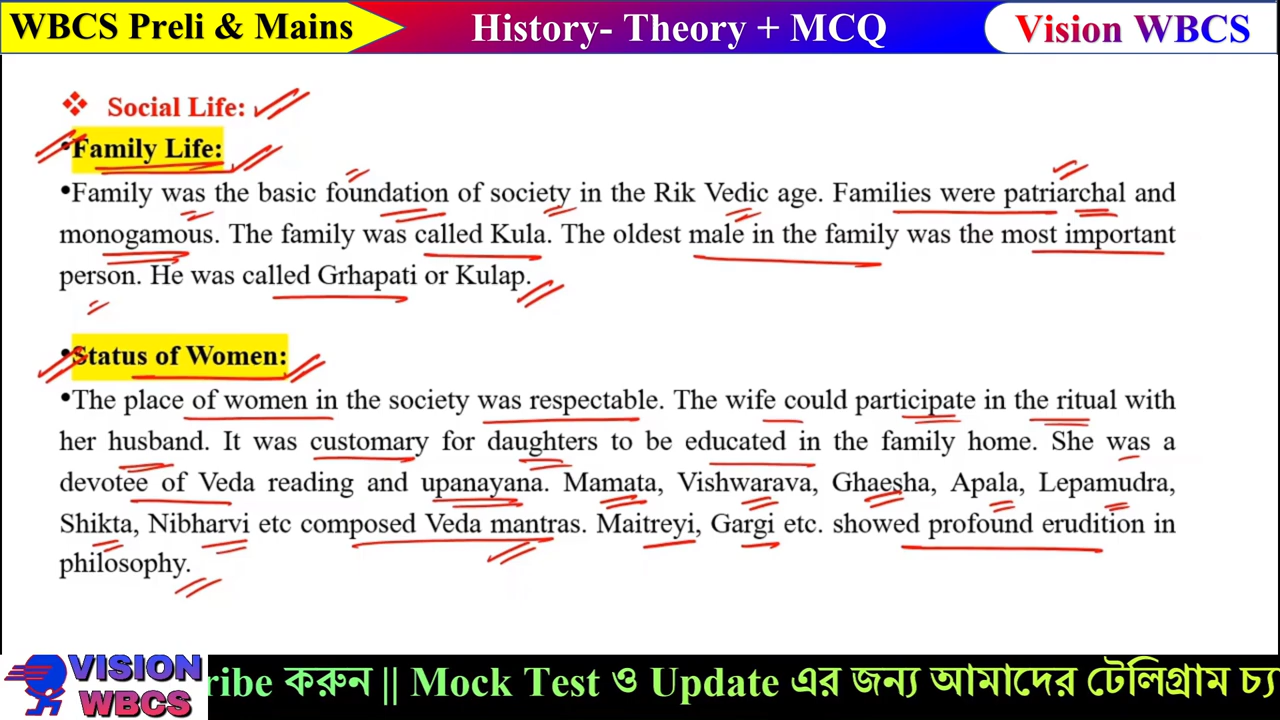 WBCS Preli & Mains
History- Theory + MCQ
Vision WBCS
❖ Social Life:
•Family Life:
•Family was the basic foundation of society in the Rik Vedic age. Families were patriarchal and
monogamous. The family was called Kula. The oldest male in the family was the most important
person. He was called Grhapati or Kulap.
•Status of Women:
•The place of women in the society was respectable. The wife could participate in the ritual with
her husband. It was customary for daughters to be educated in the family home. She was a
devotee of Veda reading and upanayana. Mamata, Vishwarava, Ghaesha, Apala, Lepamudra,
Shikta, Nibharvi etc composed Veda mantras. Maitreyi, Gargi etc. showed profound erudition in
philosophy.
VISION
WBCS
ribe করুন || Mock Test ও Update এর জন্য আমাদের টেলিগ্রাম চ্য